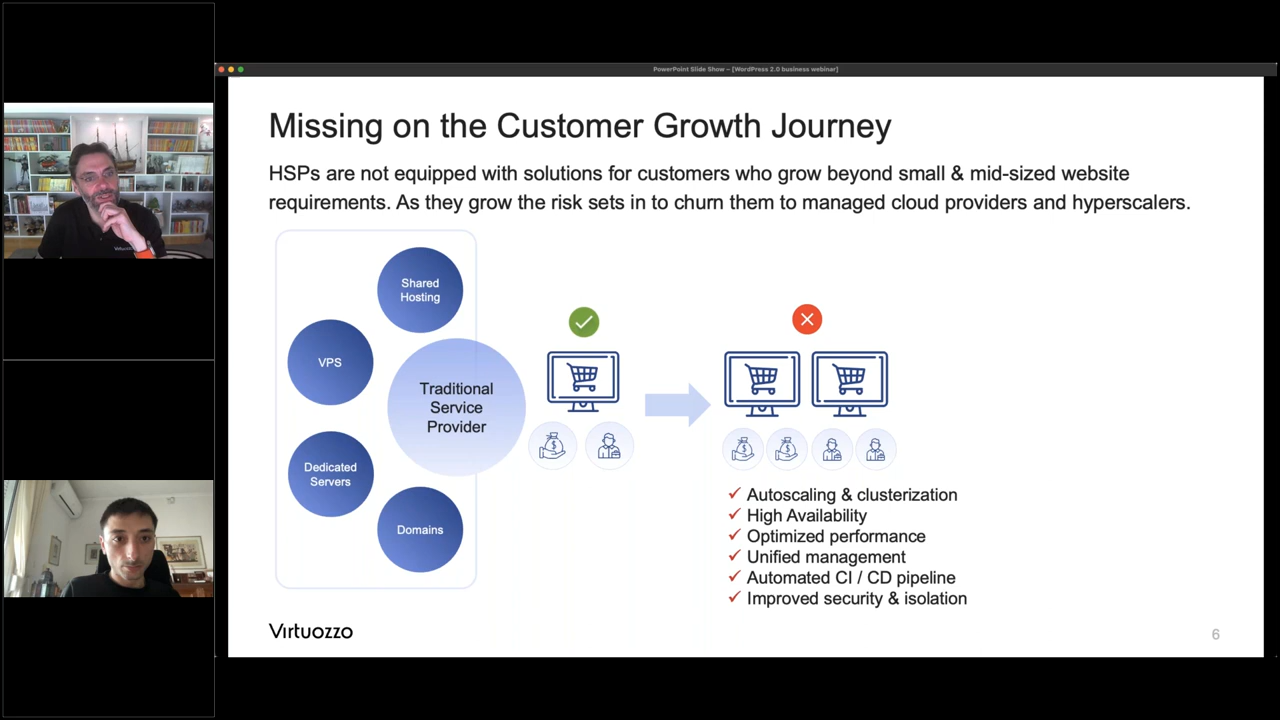 PowerPoint Slide Show – [WordPress 2.0 business webinar]
Missing on the Customer Growth Journey
HSPs are not equipped with solutions for customers who grow beyond small & mid-sized website
requirements. As they grow the risk sets in to churn them to managed cloud providers and hyperscalers.
Shared
Hosting
VPS
Traditional
Service
Provider
Dedicated
Servers
Domains
Autoscaling & clusterization
High Availability
Optimized performance
Unified management
Automated CI / CD pipeline
Improved security & isolation
Virtuozzo
6